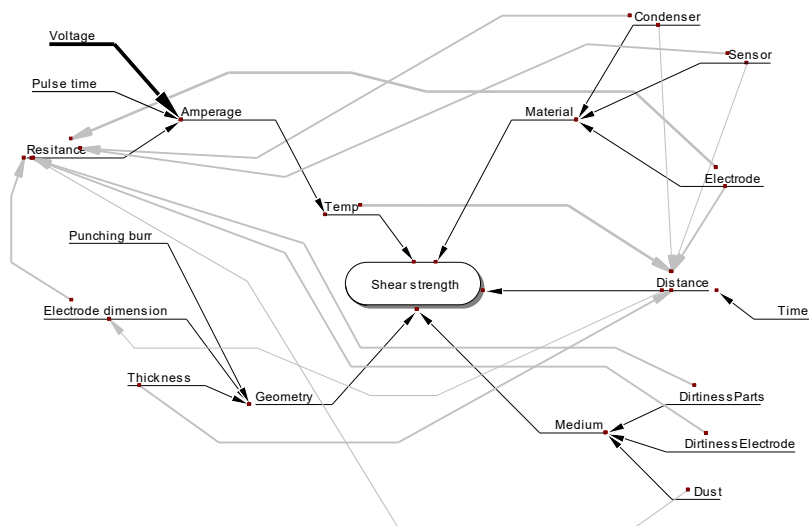 Condenser
Voltage
Sensor
Pulse time
Amperage
Material
Resitance
Electrode
Temp
Punching burr
Shear strength
Distance
Electrode dimension
Time
Thickness
Geometry
DirtinessParts
Medium
DirtinessElectrode
Dust